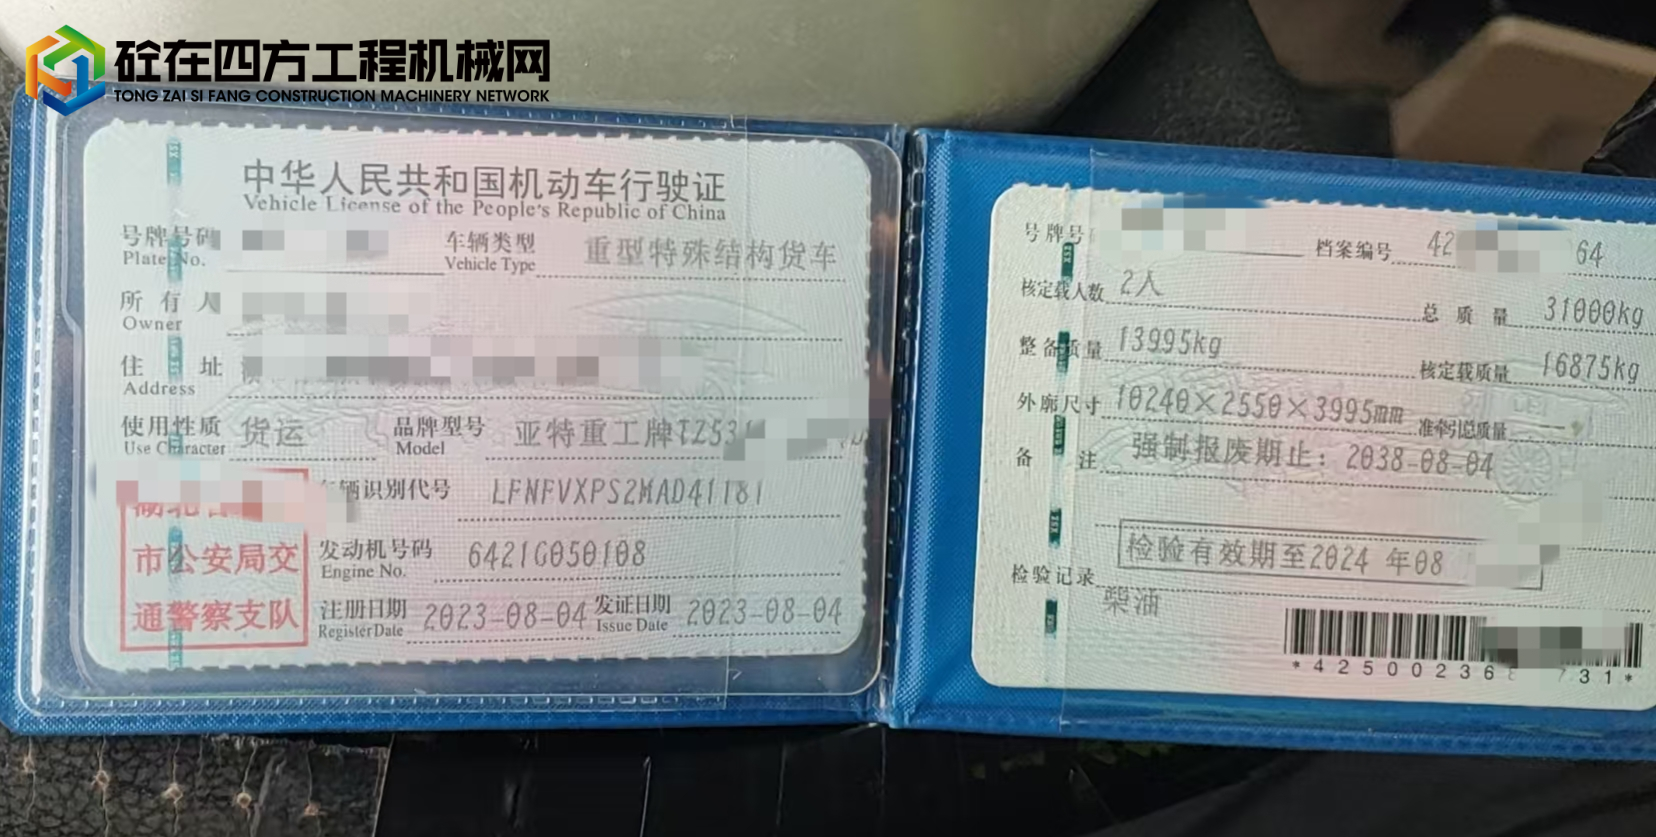 砼在四方工程机械网
TONG ZAI SI FANG CONSTRUCTION MACHINERY NETWORK
中华人民共和国机动车行驶证
Vehicle License of the People's Republic of China
号牌号码
Plate No.
车辆类型 重型特殊结构货车
Vehicle Type
所有人
Owner
住址
Address
使用性质 货运
Use Character
品牌型号 亚特重工牌TZ53
Model
车辆识别代号 LFNFVXPS2MAD41181
发动机号码 6421G050108
Engine No.
注册日期 2023-08-04
Register Date
发证日期 2023-08-04
Issue Date
市公安局交
通警察支队
号牌号
档案编号 42 64
核定载人数 2人
总质量 31000kg
整备质量 13995kg
核定载质量 16875kg
外廓尺寸 10240×2550×3995mm
准牵引总质量
备注 强制报废期止：2038-08-04
检验有效期至2024 年08
检验记录
柴油
*42500236 731*